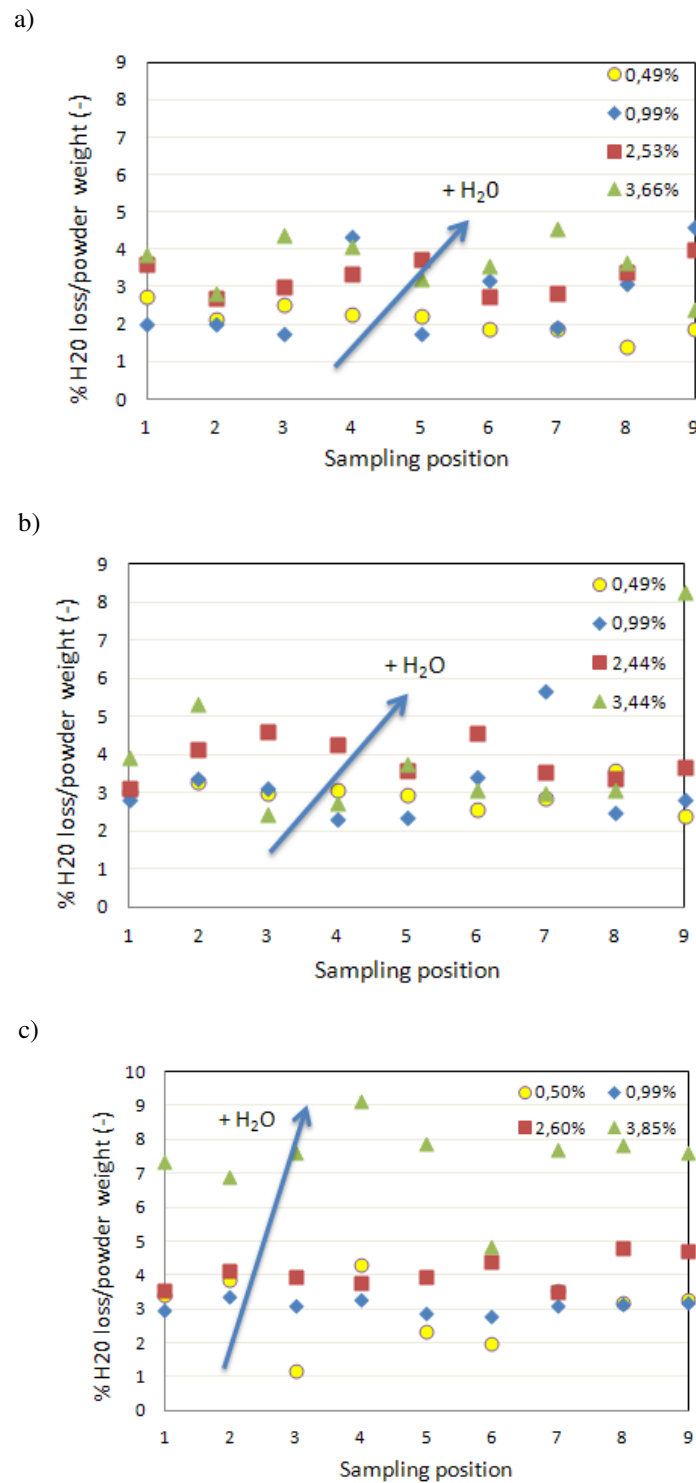 a)
9
8
7
6
5
4
3
2
1
0
% H20 loss/powder weight (-)
0,49%
0,99%
2,53%
3,66%
+ H₂0
1 2 3 4 5 6 7 8 9
Sampling position
b)
9
8
7
6
5
4
3
2
1
0
% H20 loss/powder weight (-)
0,49%
0,99%
2,44%
3,44%
+ H₂O
1 2 3 4 5 6 7 8 9
Sampling position
c)
10
9
8
7
6
5
4
3
2
1
0
% H20 loss/powder weight (-)
0,50% 0,99%
2,60% 3,85%
+ H₂O
1 2 3 4 5 6 7 8 9
Sampling position